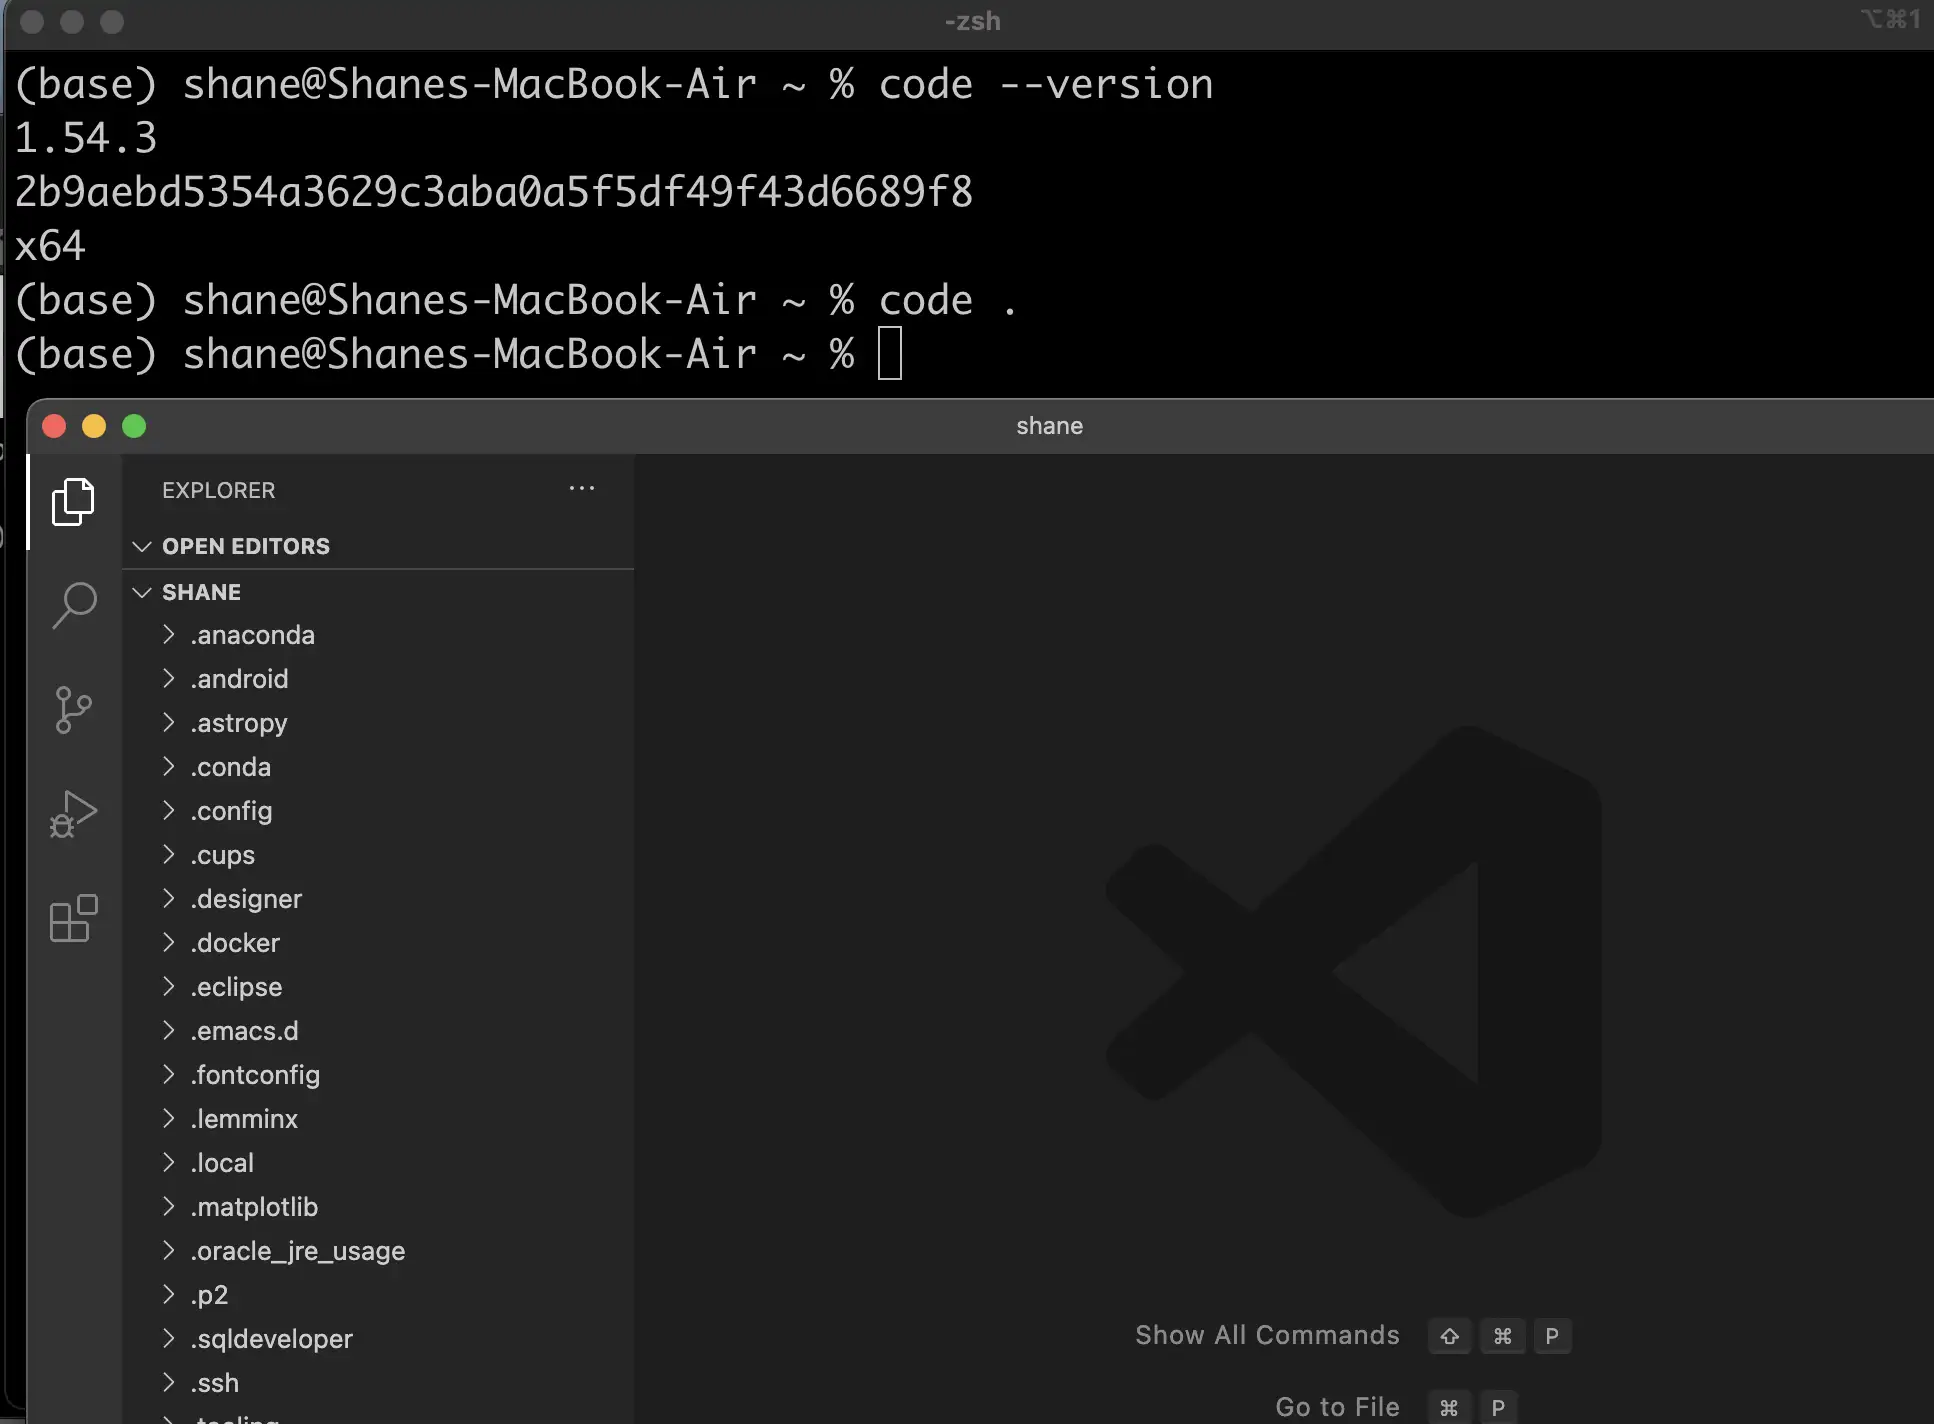 -zsh
⌥⌘1
(base) shane@Shanes-MacBook-Air ~ % code --version
1.54.3
2b9aebd5354a3629c3aba0a5f5df49f43d6689f8
x64
(base) shane@Shanes-MacBook-Air ~ % code .
(base) shane@Shanes-MacBook-Air ~ %
shane
EXPLORER
OPEN EDITORS
SHANE
.anaconda
.android
.astropy
.conda
.config
.cups
.designer
.docker
.eclipse
.emacs.d
.fontconfig
.lemminx
.local
.matplotlib
.oracle_jre_usage
.p2
.sqldeveloper
.ssh
Show All Commands ⇧ ⌘ P
Go to File ⌘ P